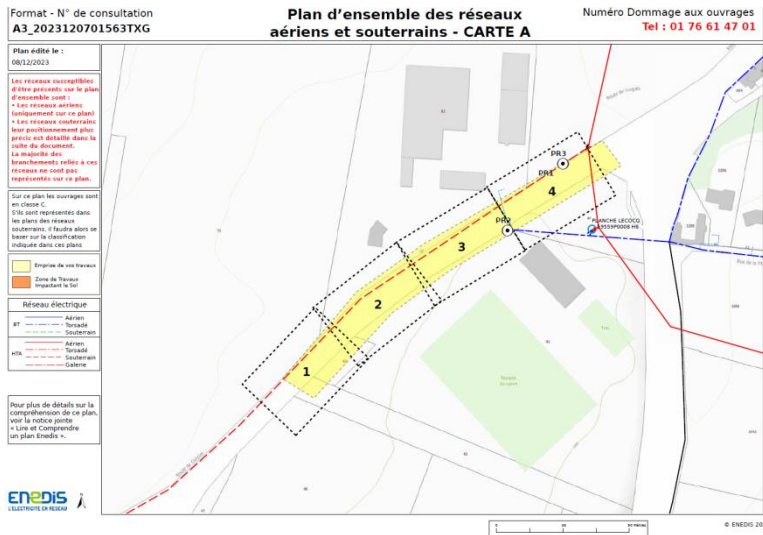 Format - N° de consultation
A3_2023120701563TXG
Plan d’ensemble des réseaux
aériens et souterrains - CARTE A
Numéro Dommage aux ouvrages
Tel : 01 76 61 47 01
Plan édité le :
08/12/2023
Les réseaux susceptibles
d'être présents sur le plan
d'ensemble sont :
• Les réseaux aériens
(uniquement sur ce plan)
• Les réseaux souterrains
leur positionnement plus
précis est détaillé dans la
suite du document.
La majorité des
branchements reliés à ces
réseaux ne sont pas
représentés sur ce plan.
Sur ce plan les ouvrages sont
en classe C.
S'ils sont représentés dans
les plans des réseaux
souterrains, il faudra alors se
baser sur la classification
indiquée dans ces plans
Emprise de vos travaux
Zone de Travaux
Impactant le Sol
Réseau électrique
BT
Aérien
Torsadé
Souterrain
HTA
Aérien
Torsadé
Souterrain
Galerie
Pour plus de détails sur la
compréhension de ce plan,
voir la notice jointe
« Lire et Comprendre
un plan Enedis ».
ENEDIS
L'ELECTRICITE EN RESEAU
PR3
PR1
4
PR2
3
2
1
PLANCHE LECOCQ
© ENEDIS 20